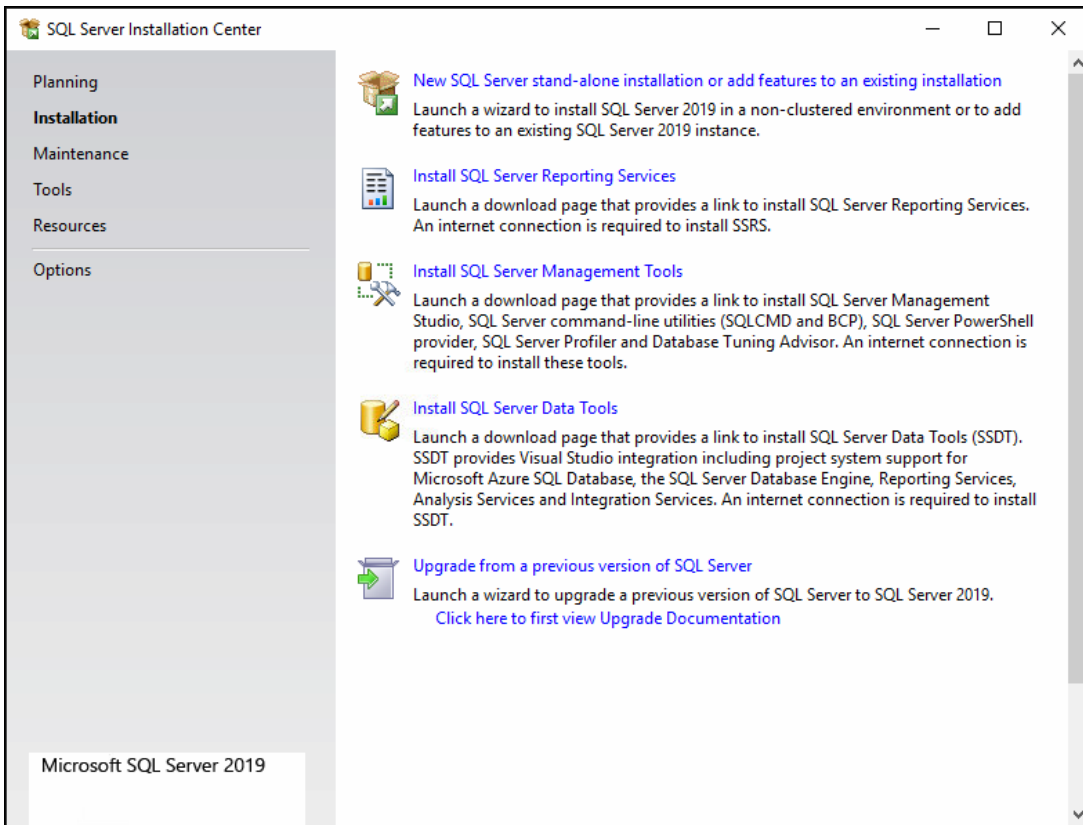 SQL Server Installation Center
Planning
Installation
Maintenance
Tools
Resources
Options
New SQL Server stand-alone installation or add features to an existing installation
Launch a wizard to install SQL Server 2019 in a non-clustered environment or to add
features to an existing SQL Server 2019 instance.
Install SQL Server Reporting Services
Launch a download page that provides a link to install SQL Server Reporting Services.
An internet connection is required to install SSRS.
Install SQL Server Management Tools
Launch a download page that provides a link to install SQL Server Management
Studio, SQL Server command-line utilities (SQLCMD and BCP), SQL Server PowerShell
provider, SQL Server Profiler and Database Tuning Advisor. An internet connection is
required to install these tools.
Install SQL Server Data Tools
Launch a download page that provides a link to install SQL Server Data Tools (SSDT).
SSDT provides Visual Studio integration including project system support for
Microsoft Azure SQL Database, the SQL Server Database Engine, Reporting Services,
Analysis Services and Integration Services. An internet connection is required to install
SSDT.
Upgrade from a previous version of SQL Server
Launch a wizard to upgrade a previous version of SQL Server to SQL Server 2019.
Click here to first view Upgrade Documentation
Microsoft SQL Server 2019